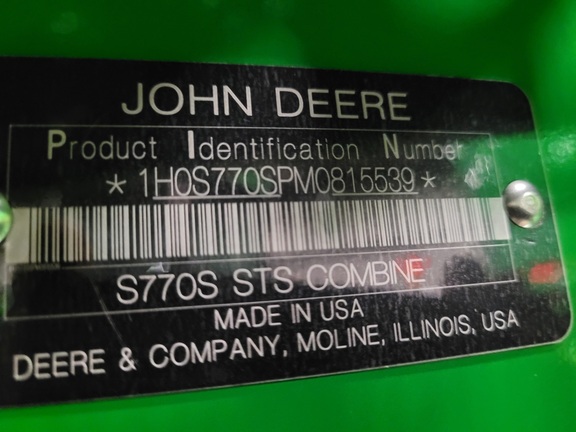 JOHN DEERE
Product Identification Number
*1H0S770SPM0815539*
S770S STS COMBINE
MADE IN USA
DEERE & COMPANY, MOLINE, ILLINOIS, USA